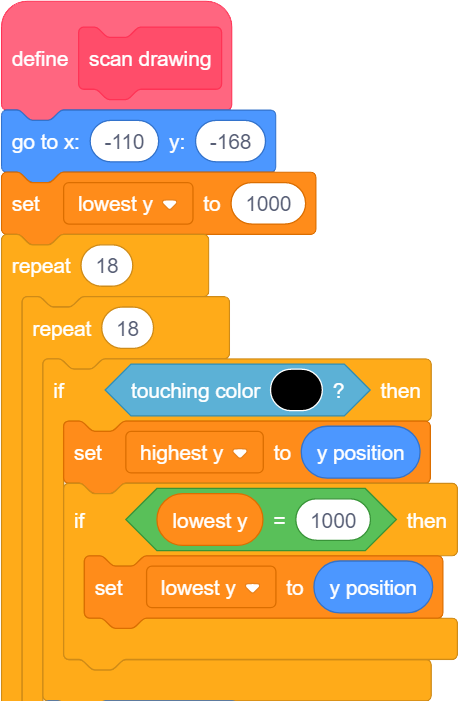 define scan drawing
go to x: -110 y: -168
set lowest y to 1000
repeat 18
repeat 18
if touching color ? then
set highest y to y position
if lowest y = 1000 then
set lowest y to y position